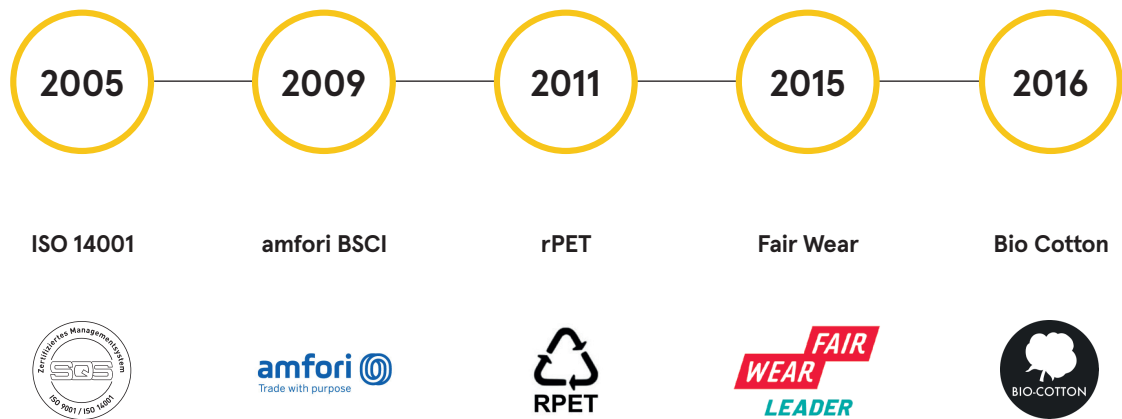 2005
2009
2011
2015
2016
ISO 14001
amfori BSCI
rPET
Fair Wear
Bio Cotton
Zertifiziertes Managementsystem
SQS
ISO 9001 / ISO 14001
amfori
Trade with purpose
RPET
FAIR
WEAR
LEADER
BIO-COTTON